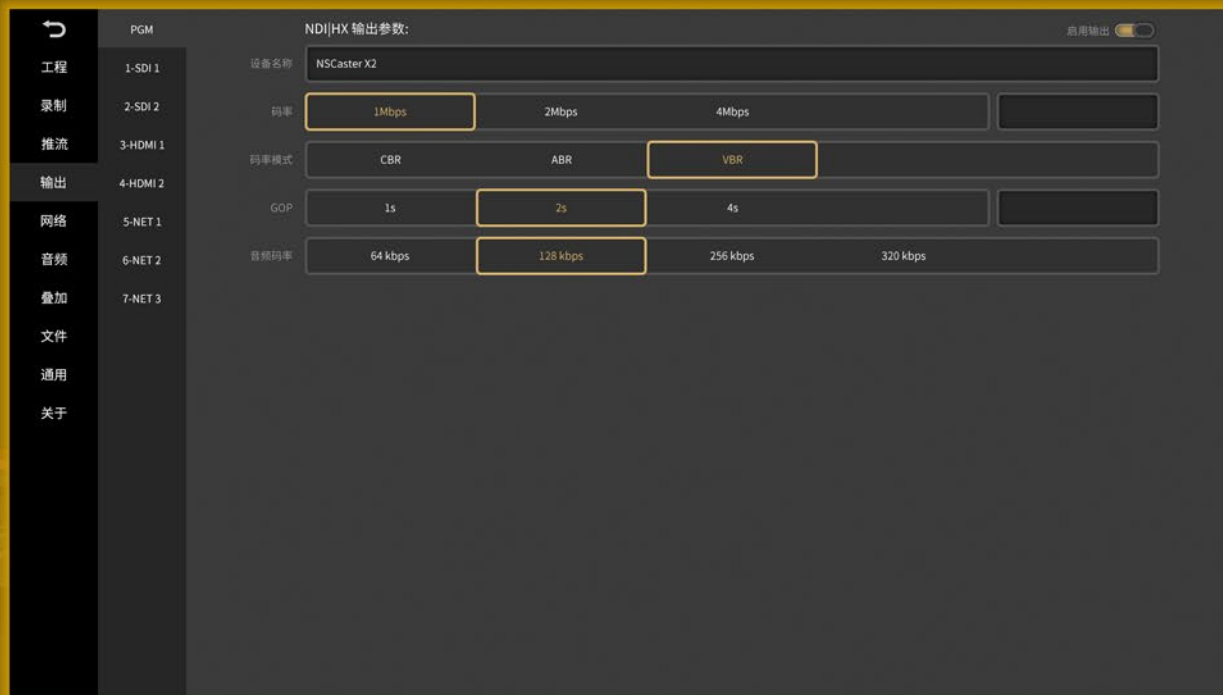 工程
录制
推流
输出
网络
音频
叠加
文件
通用
关于
PGM
1-SDI 1
2-SDI 2
3-HDMI 1
4-HDMI 2
5-NET 1
6-NET 2
7-NET 3
NDI|HX 输出参数:
启用输出
设备名称 NSCaster X2
码率 1Mbps 2Mbps 4Mbps
码率模式 CBR ABR VBR
GOP 1s 2s 4s
音频码率 64 kbps 128 kbps 256 kbps 320 kbps